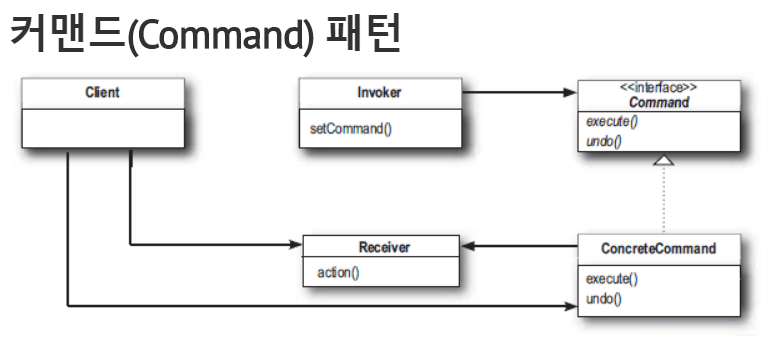 커맨드(Command) 패턴
Client
Invoker
setCommand()
<<interface>>
Command
execute()
undo()
Receiver
action()
ConcreteCommand
execute()
undo()